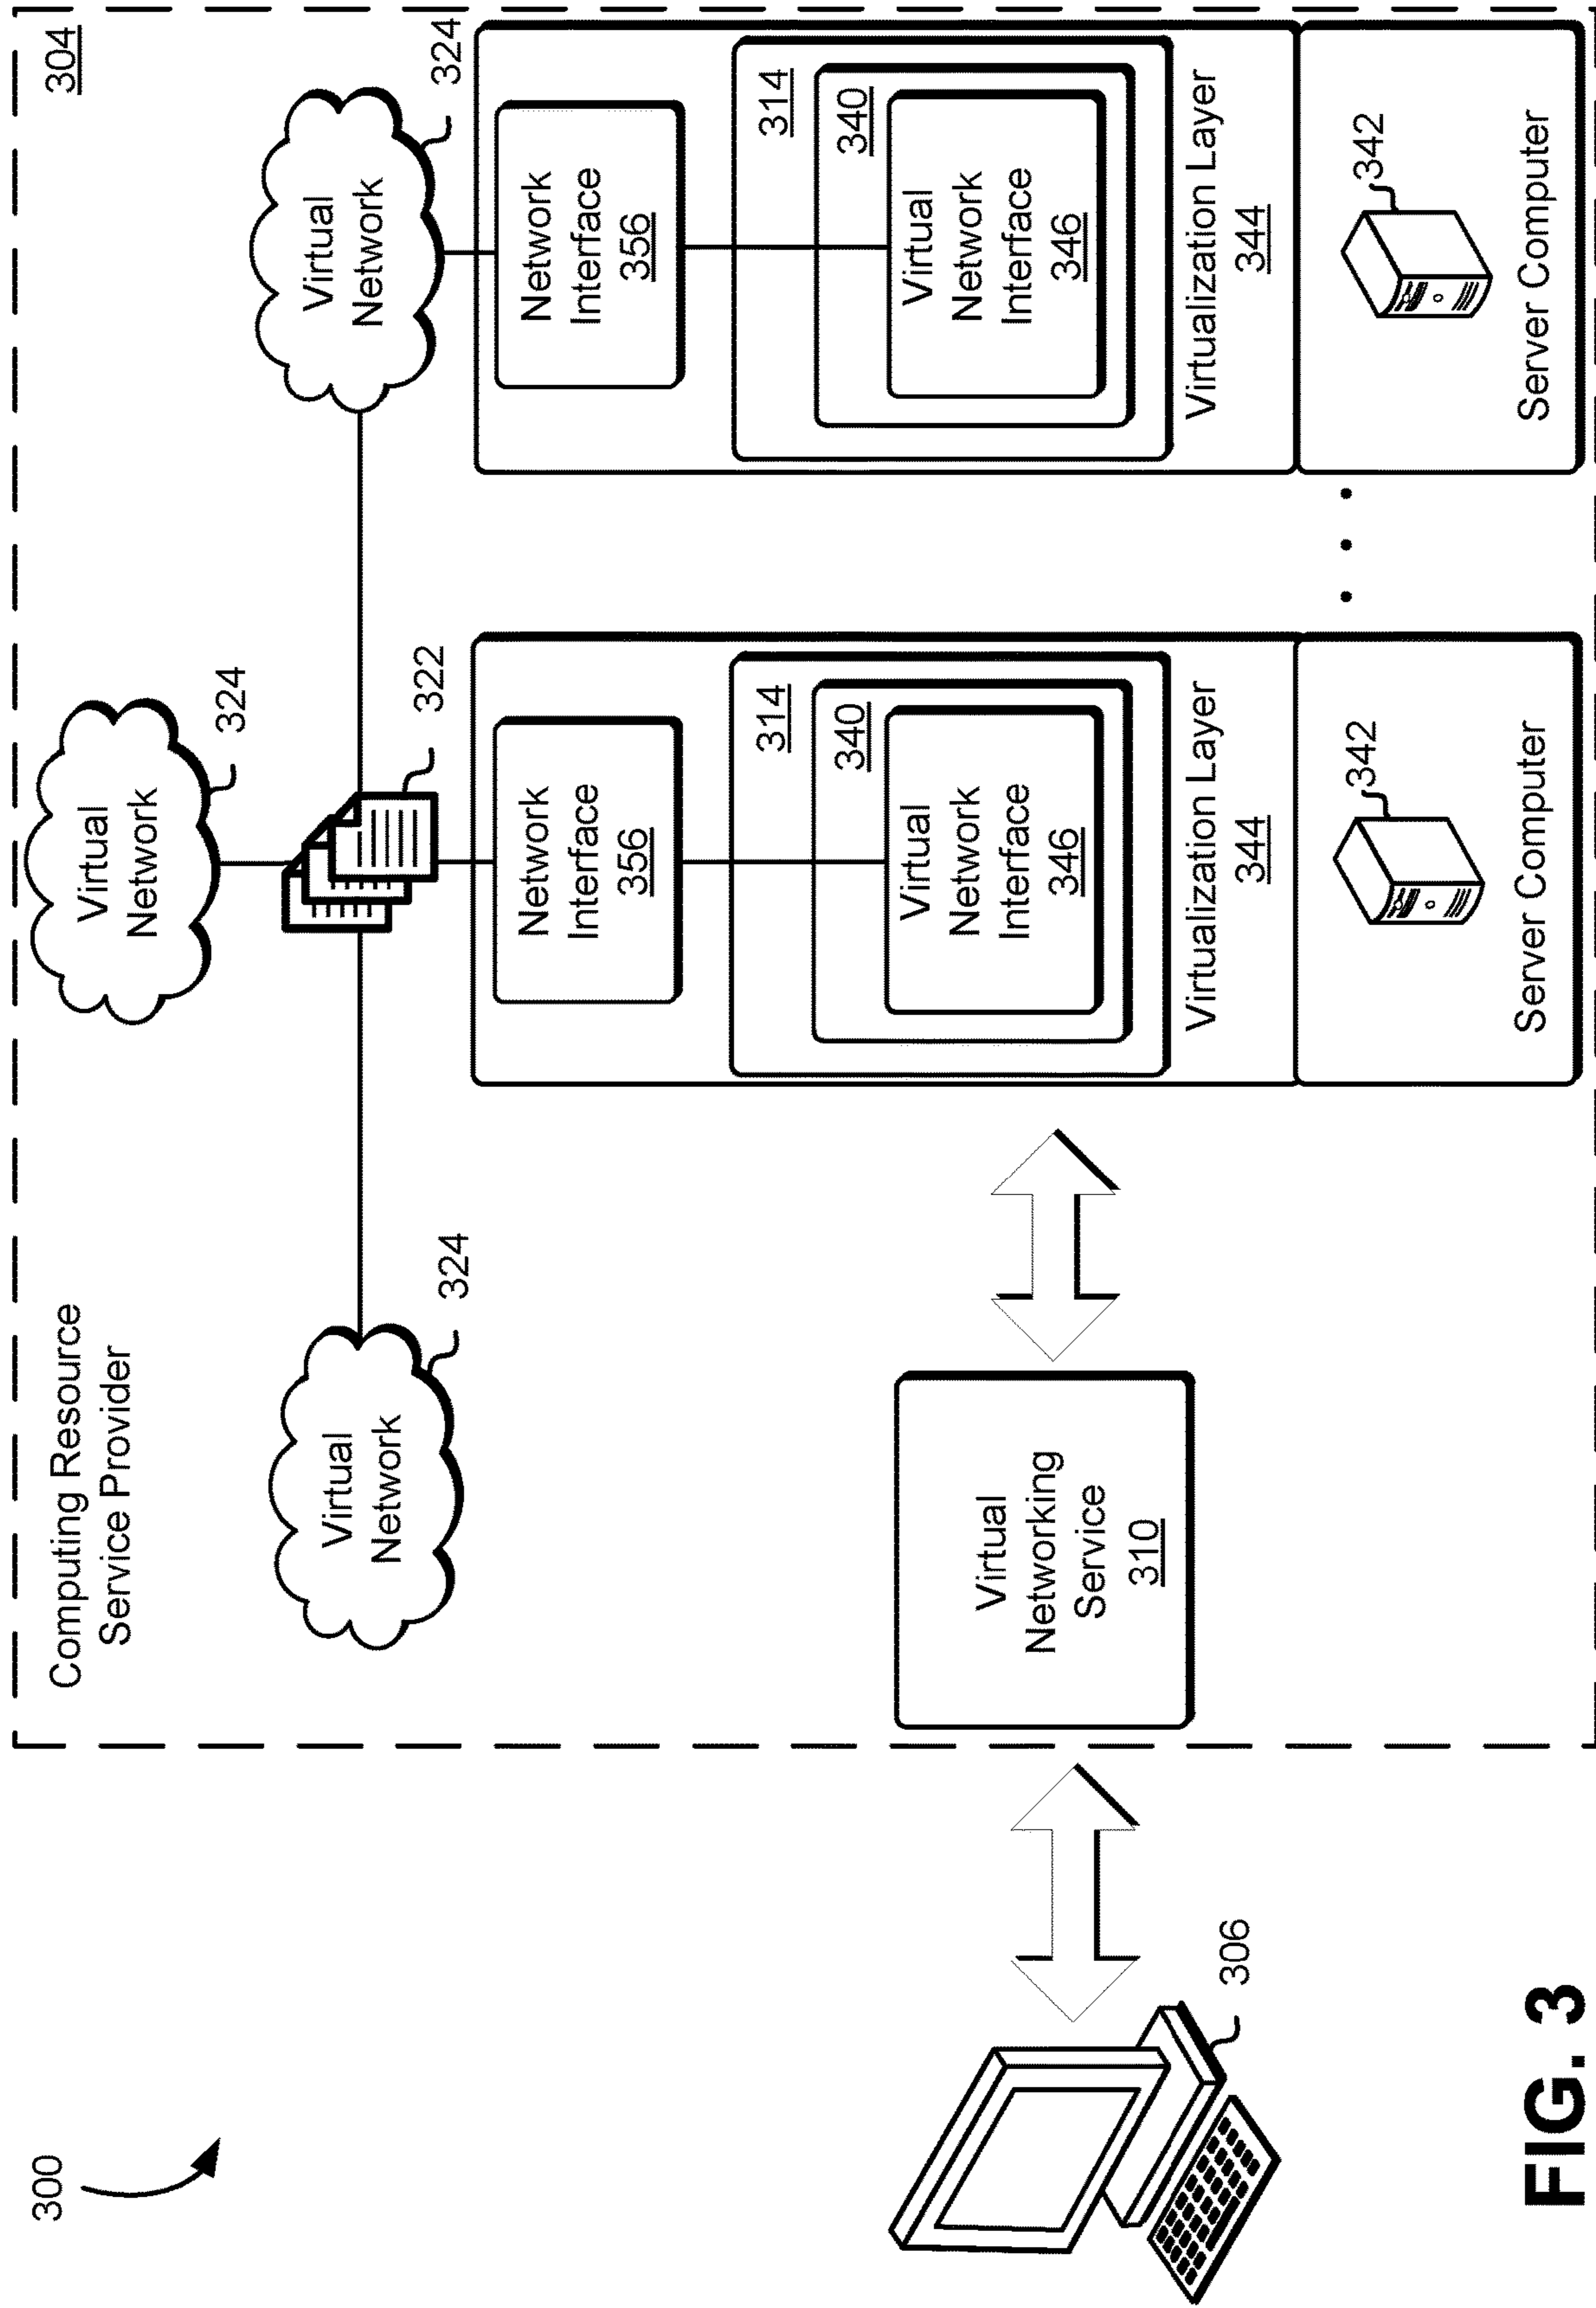 300
Computing Resource
Service Provider
304
Virtual
Network
324
Virtual
Network
324
Virtual
Network
324
322
Network
Interface
356
Network
Interface
356
314
340
Virtual
Network
Interface
346
Virtualization Layer
344
314
340
Virtual
Network
Interface
346
Virtualization Layer
344
Virtual
Networking
Service
310
306
342
Server Computer
342
Server Computer
FIG. 3